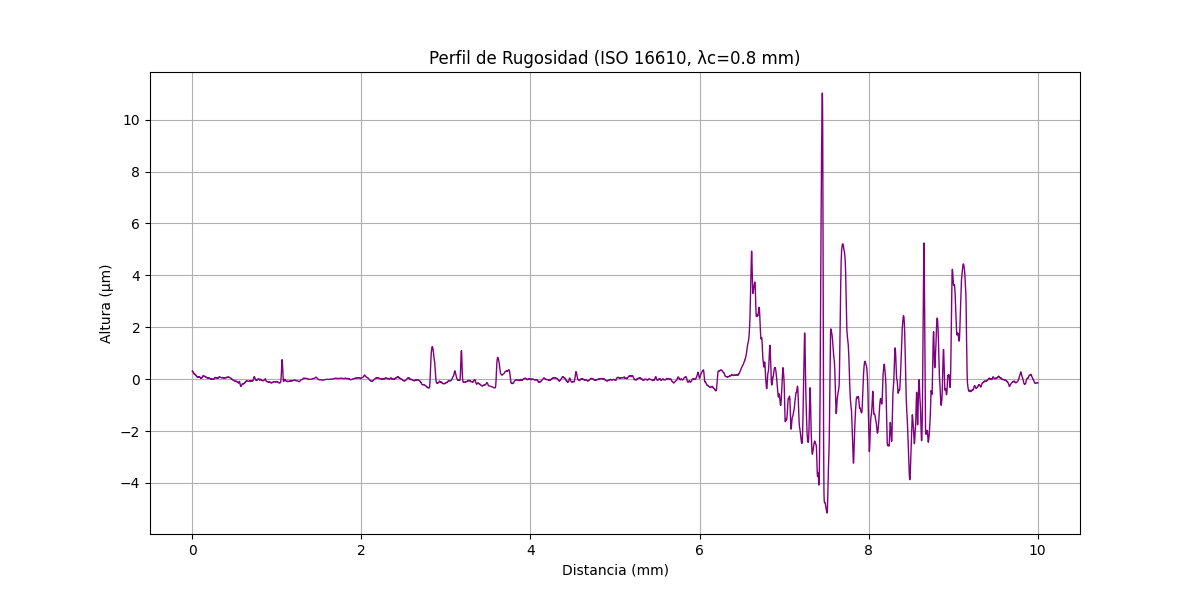 Perfil de Rugosidad (ISO 16610, λc=0.8 mm)
Altura (μm)
10
8
6
4
2
0
−2
−4
0 2 4 6 8 10
Distancia (mm)